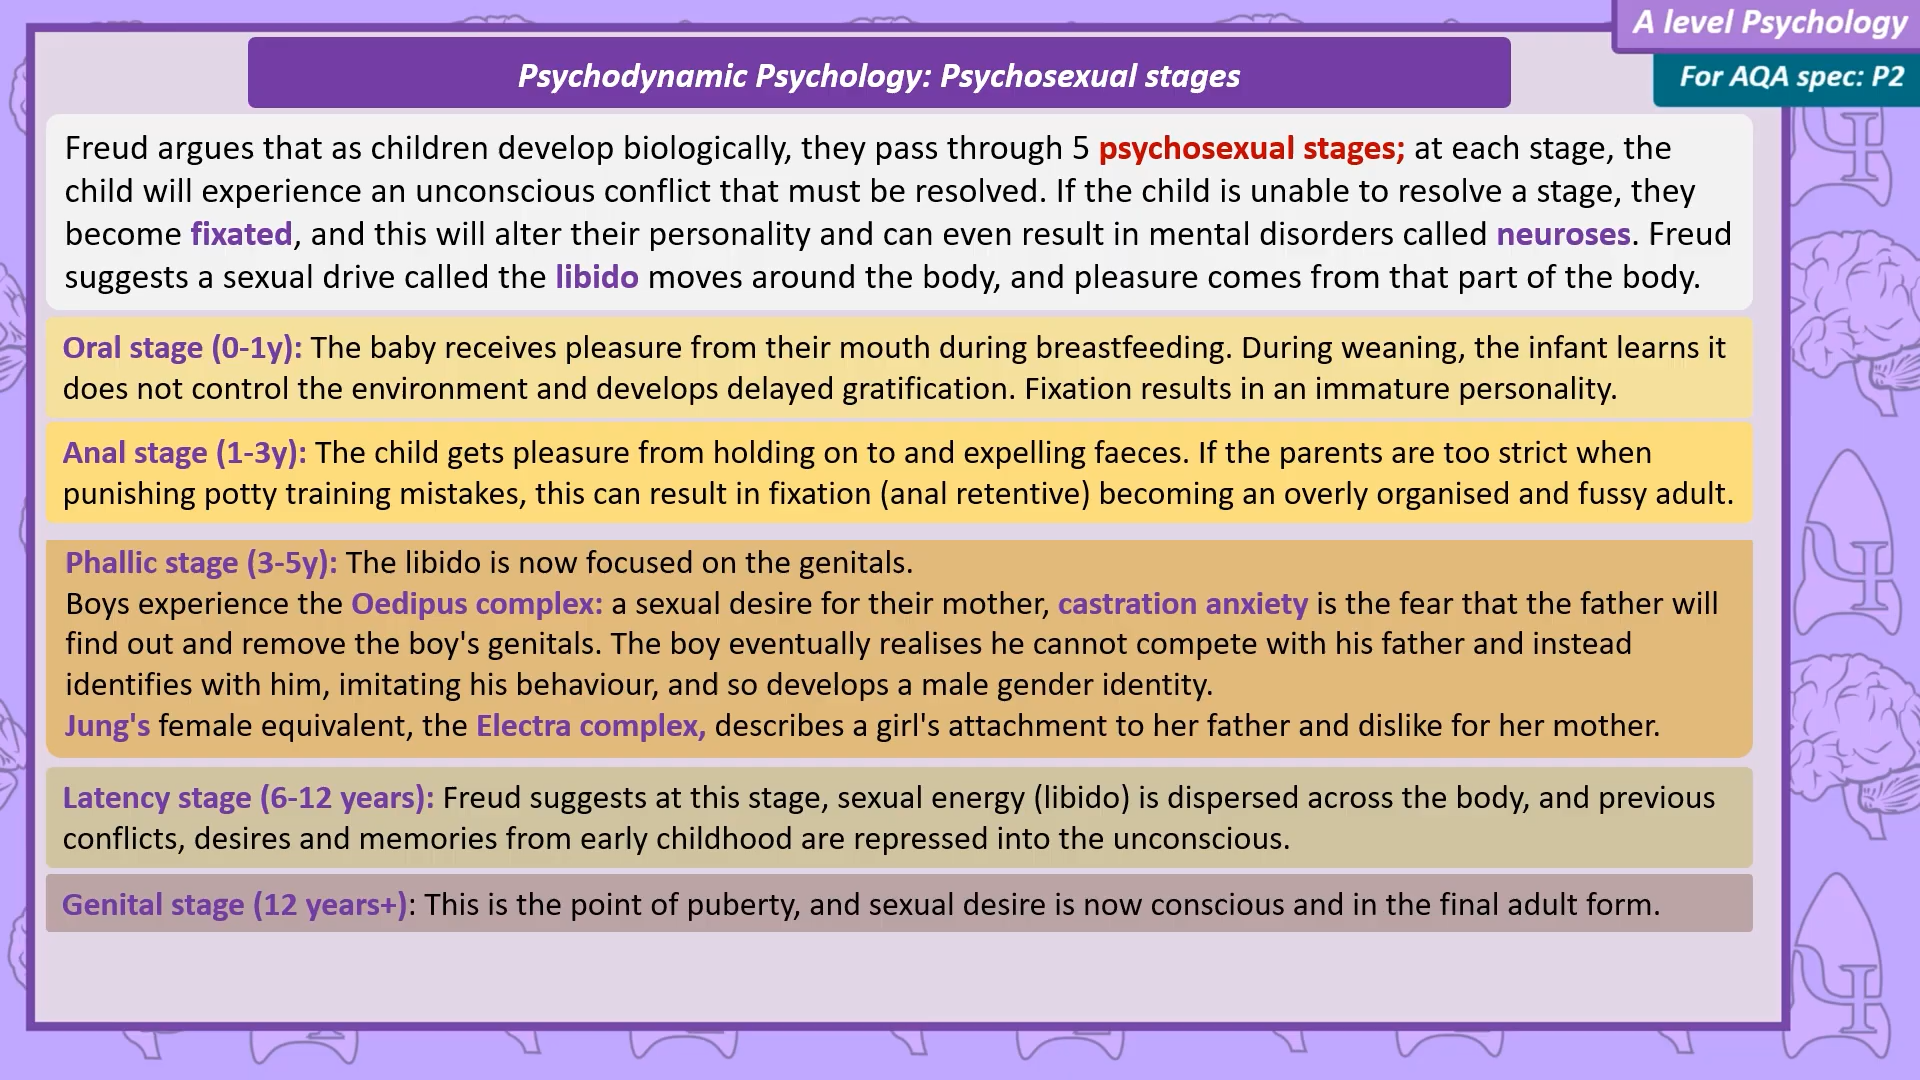 A level Psychology
For AQA spec: P2
Psychodynamic Psychology: Psychosexual stages
Freud argues that as children develop biologically, they pass through 5 psychosexual stages; at each stage, the
child will experience an unconscious conflict that must be resolved. If the child is unable to resolve a stage, they
become fixated, and this will alter their personality and can even result in mental disorders called neuroses. Freud
suggests a sexual drive called the libido moves around the body, and pleasure comes from that part of the body.
Oral stage (0-1y): The baby receives pleasure from their mouth during breastfeeding. During weaning, the infant learns it
does not control the environment and develops delayed gratification. Fixation results in an immature personality.
Anal stage (1-3y): The child gets pleasure from holding on to and expelling faeces. If the parents are too strict when
punishing potty training mistakes, this can result in fixation (anal retentive) becoming an overly organised and fussy adult.
Phallic stage (3-5y): The libido is now focused on the genitals.
Boys experience the Oedipus complex: a sexual desire for their mother, castration anxiety is the fear that the father will
find out and remove the boy's genitals. The boy eventually realises he cannot compete with his father and instead
identifies with him, imitating his behaviour, and so develops a male gender identity.
Jung's female equivalent, the Electra complex, describes a girl's attachment to her father and dislike for her mother.
Latency stage (6-12 years): Freud suggests at this stage, sexual energy (libido) is dispersed across the body, and previous
conflicts, desires and memories from early childhood are repressed into the unconscious.
Genital stage (12 years+): This is the point of puberty, and sexual desire is now conscious and in the final adult form.